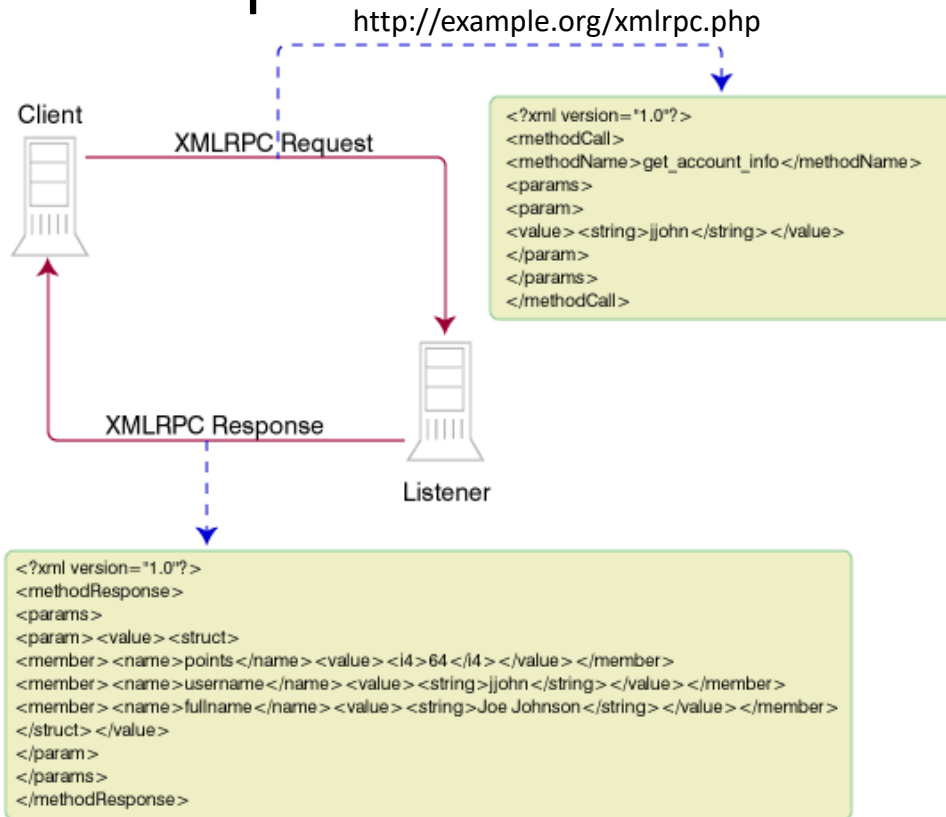 http://example.org/xmlrpc.php
Client
XMLRPC Request
<?xml version="1.0"?>
<methodCall>
<methodName>get_account_info</methodName>
<params>
<param>
<value><string>jjohn</string></value>
</param>
</params>
</methodCall>
XMLRPC Response
Listener
<?xml version="1.0"?>
<methodResponse>
<params>
<param><value><struct>
<member><name>points</name><value><i4>64</i4></value></member>
<member><name>username</name><value><string>jjohn</string></value></member>
<member><name>fullname</name><value><string>Joe Johnson</string></value></member>
</struct></value>
</param>
</params>
</methodResponse>